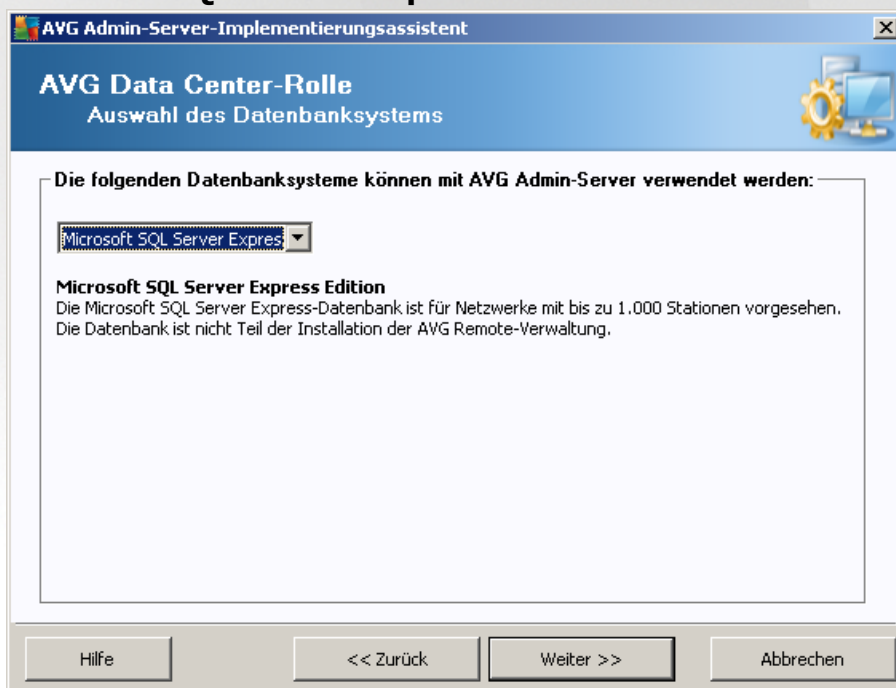 AVG Admin-Server-Implementierungsassistent
AVG Data Center-Rolle
Auswahl des Datenbanksystems
Die folgenden Datenbanksysteme können mit AVG Admin-Server verwendet werden:
Microsoft SQL Server Expres
Microsoft SQL Server Express Edition
Die Microsoft SQL Server Express-Datenbank ist für Netzwerke mit bis zu 1.000 Stationen vorgesehen.
Die Datenbank ist nicht Teil der Installation der AVG Remote-Verwaltung.
Hilfe
<< Zurück
Weiter >>
Abbrechen